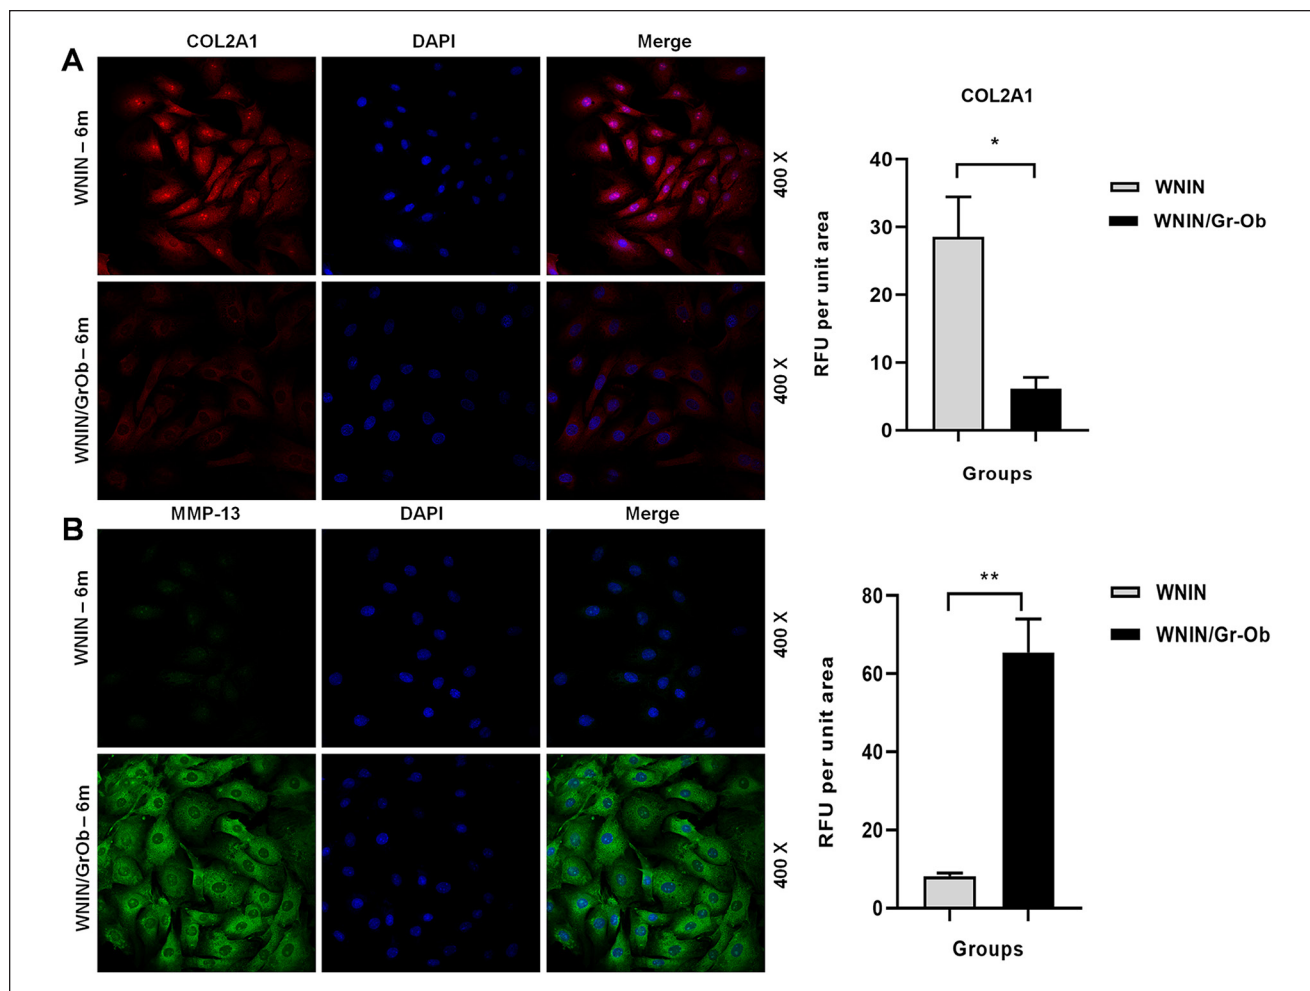 A
COL2A1 DAPI Merge
WNIN – 6m
400 X
WNIN/GrOb – 6m
400 X
COL2A1
*
RFU per unit area
40
30
20
10
0
Groups
WNIN
WNIN/Gr-Ob
B
MMP-13 DAPI Merge
WNIN – 6m
400 X
WNIN/GrOb – 6m
400 X
**
RFU per unit area
80
60
40
20
0
Groups
WNIN
WNIN/Gr-Ob